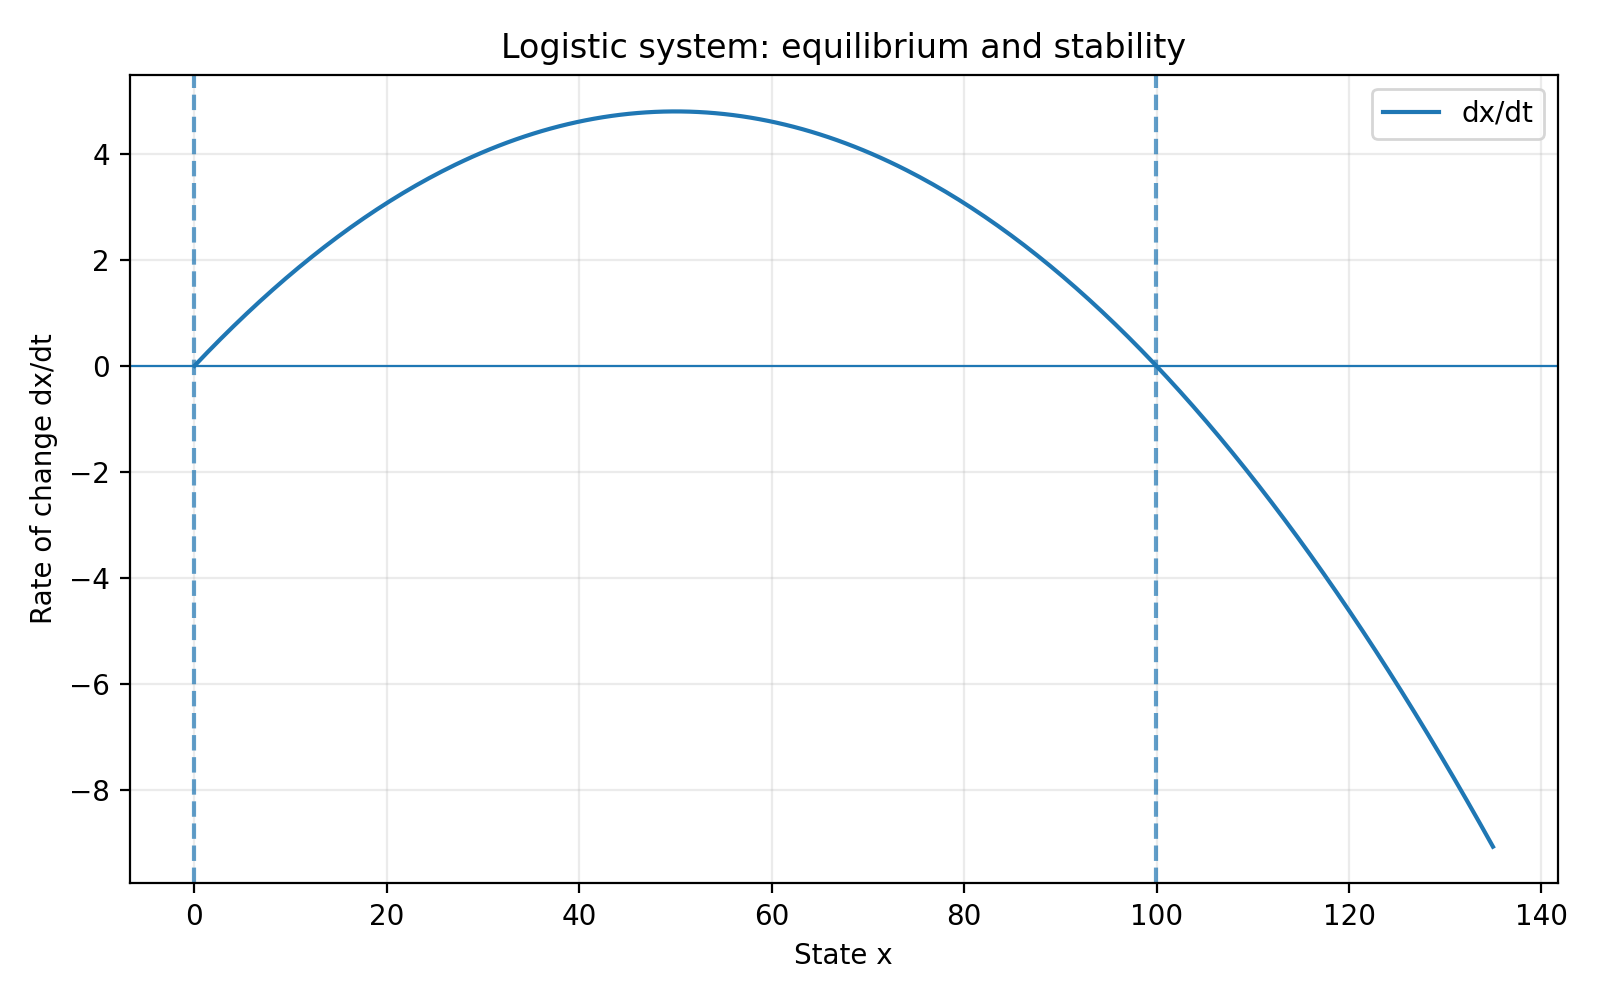 Logistic system: equilibrium and stability
dx/dt
Rate of change dx/dt
4
2
0
−2
−4
−6
−8
0 20 40 60 80 100 120 140
State x